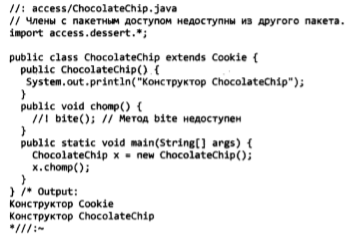 //: access/ChocolateChip.java
// Члены с пакетным доступом недоступны из другого пакета.
import access.dessert.*;

public class ChocolateChip extends Cookie {
  public ChocolateChip() {
   System.out.println("Конструктор ChocolateChip");
  }
  public void chomp() {
    //! bite(); // Метод bite недоступен
  }
  public static void main(String[] args) {
    ChocolateChip x = new ChocolateChip();
    x.chomp();
  }
} /* Output:
Конструктор Cookie
Конструктор ChocolateChip
*///:~